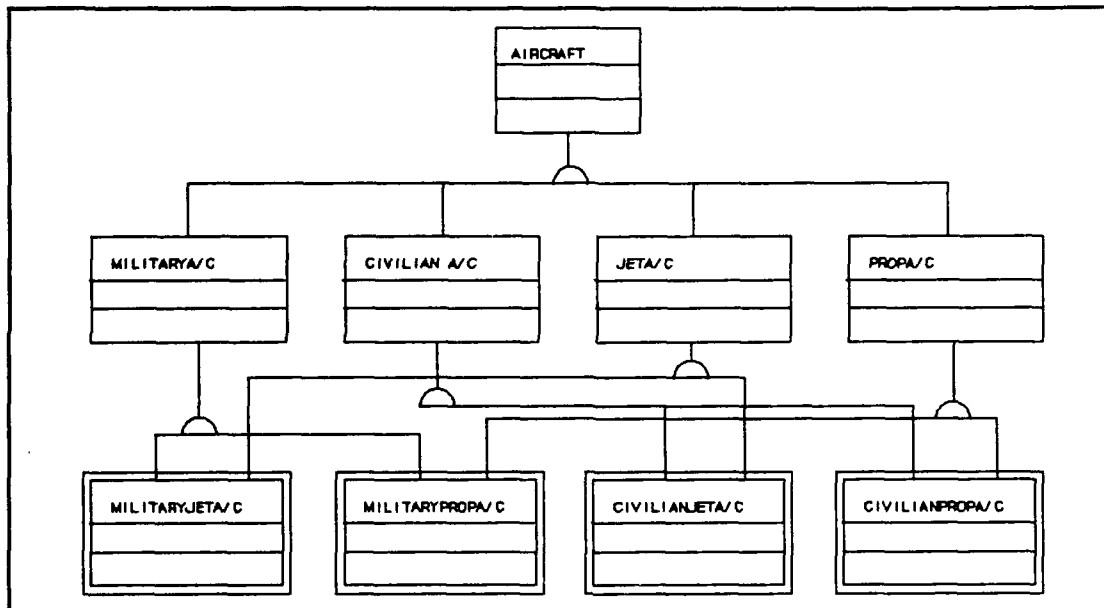 AIRCRAFT
MILITARYA/C
CIVILIAN A/C
JETA/C
PROPA/C
MILITARYJETA/C
MILITARYPROPA/C
CIVILIANJETA/C
CIVILIANPROPA/C